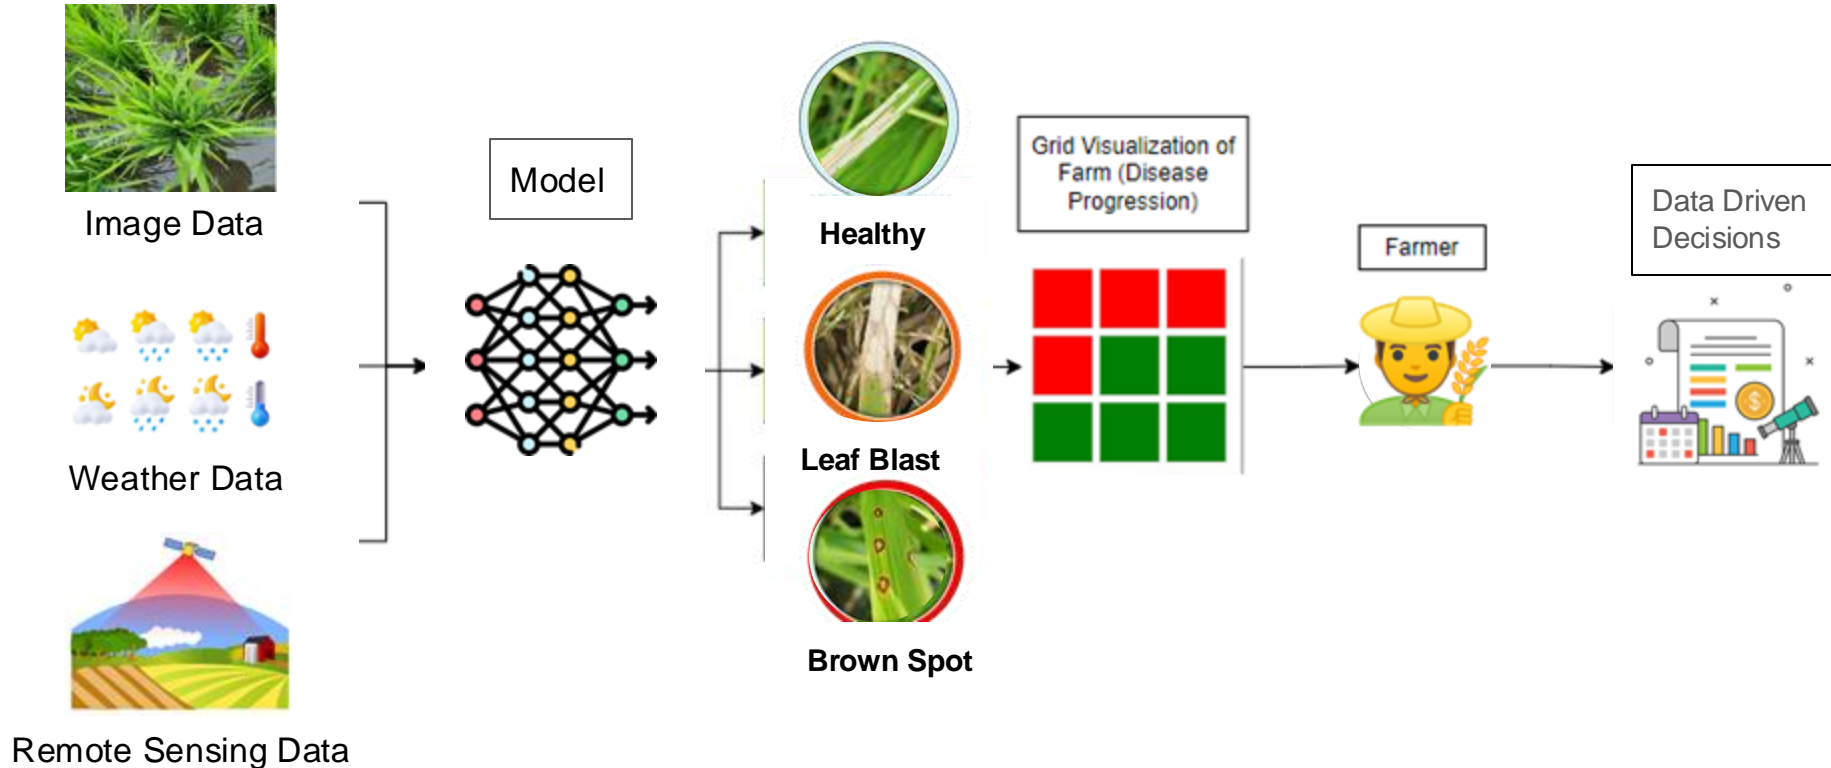 Image Data
Weather Data
Remote Sensing Data
Model
Healthy
Leaf Blast
Brown Spot
Grid Visualization of
Farm (Disease
Progression)
Farmer
Data Driven
Decisions
$